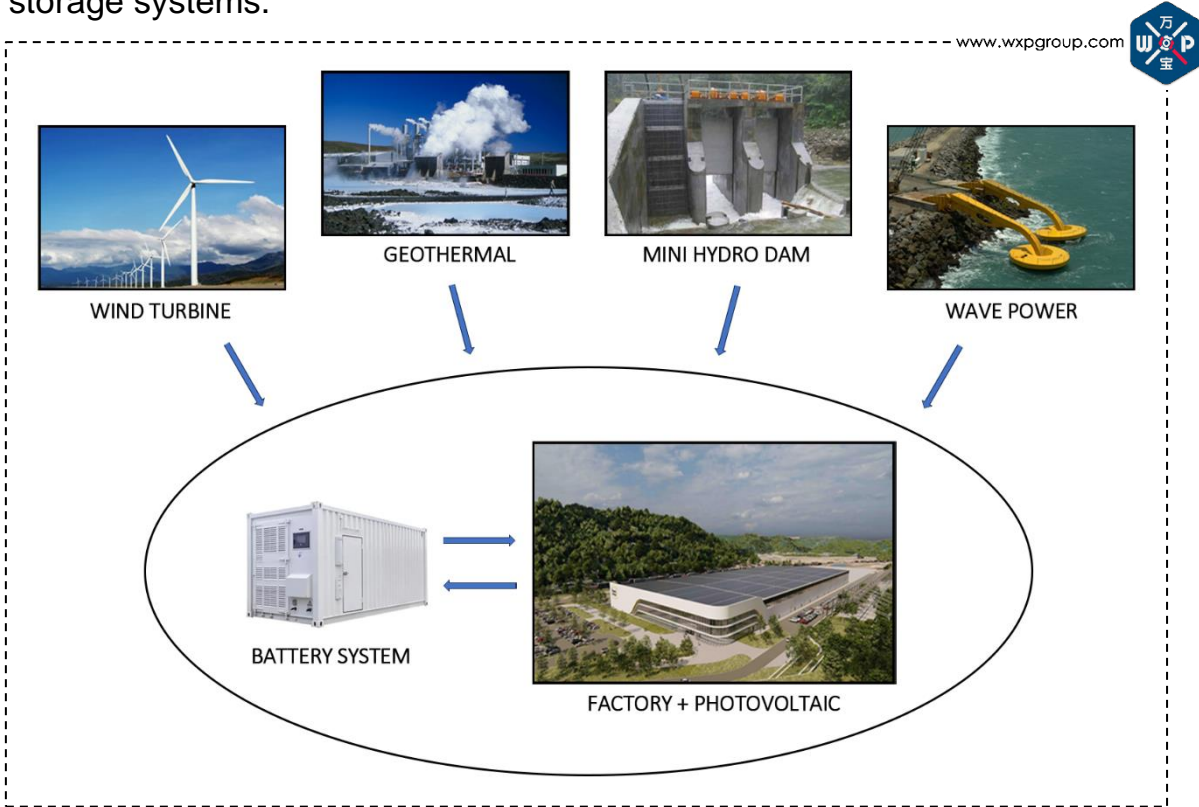 storage systems.
www.wxpgroup.com
万
WXP
宝
GEOTHERMAL
MINI HYDRO DAM
WIND TURBINE
WAVE POWER
BATTERY SYSTEM
FACTORY + PHOTOVOLTAIC